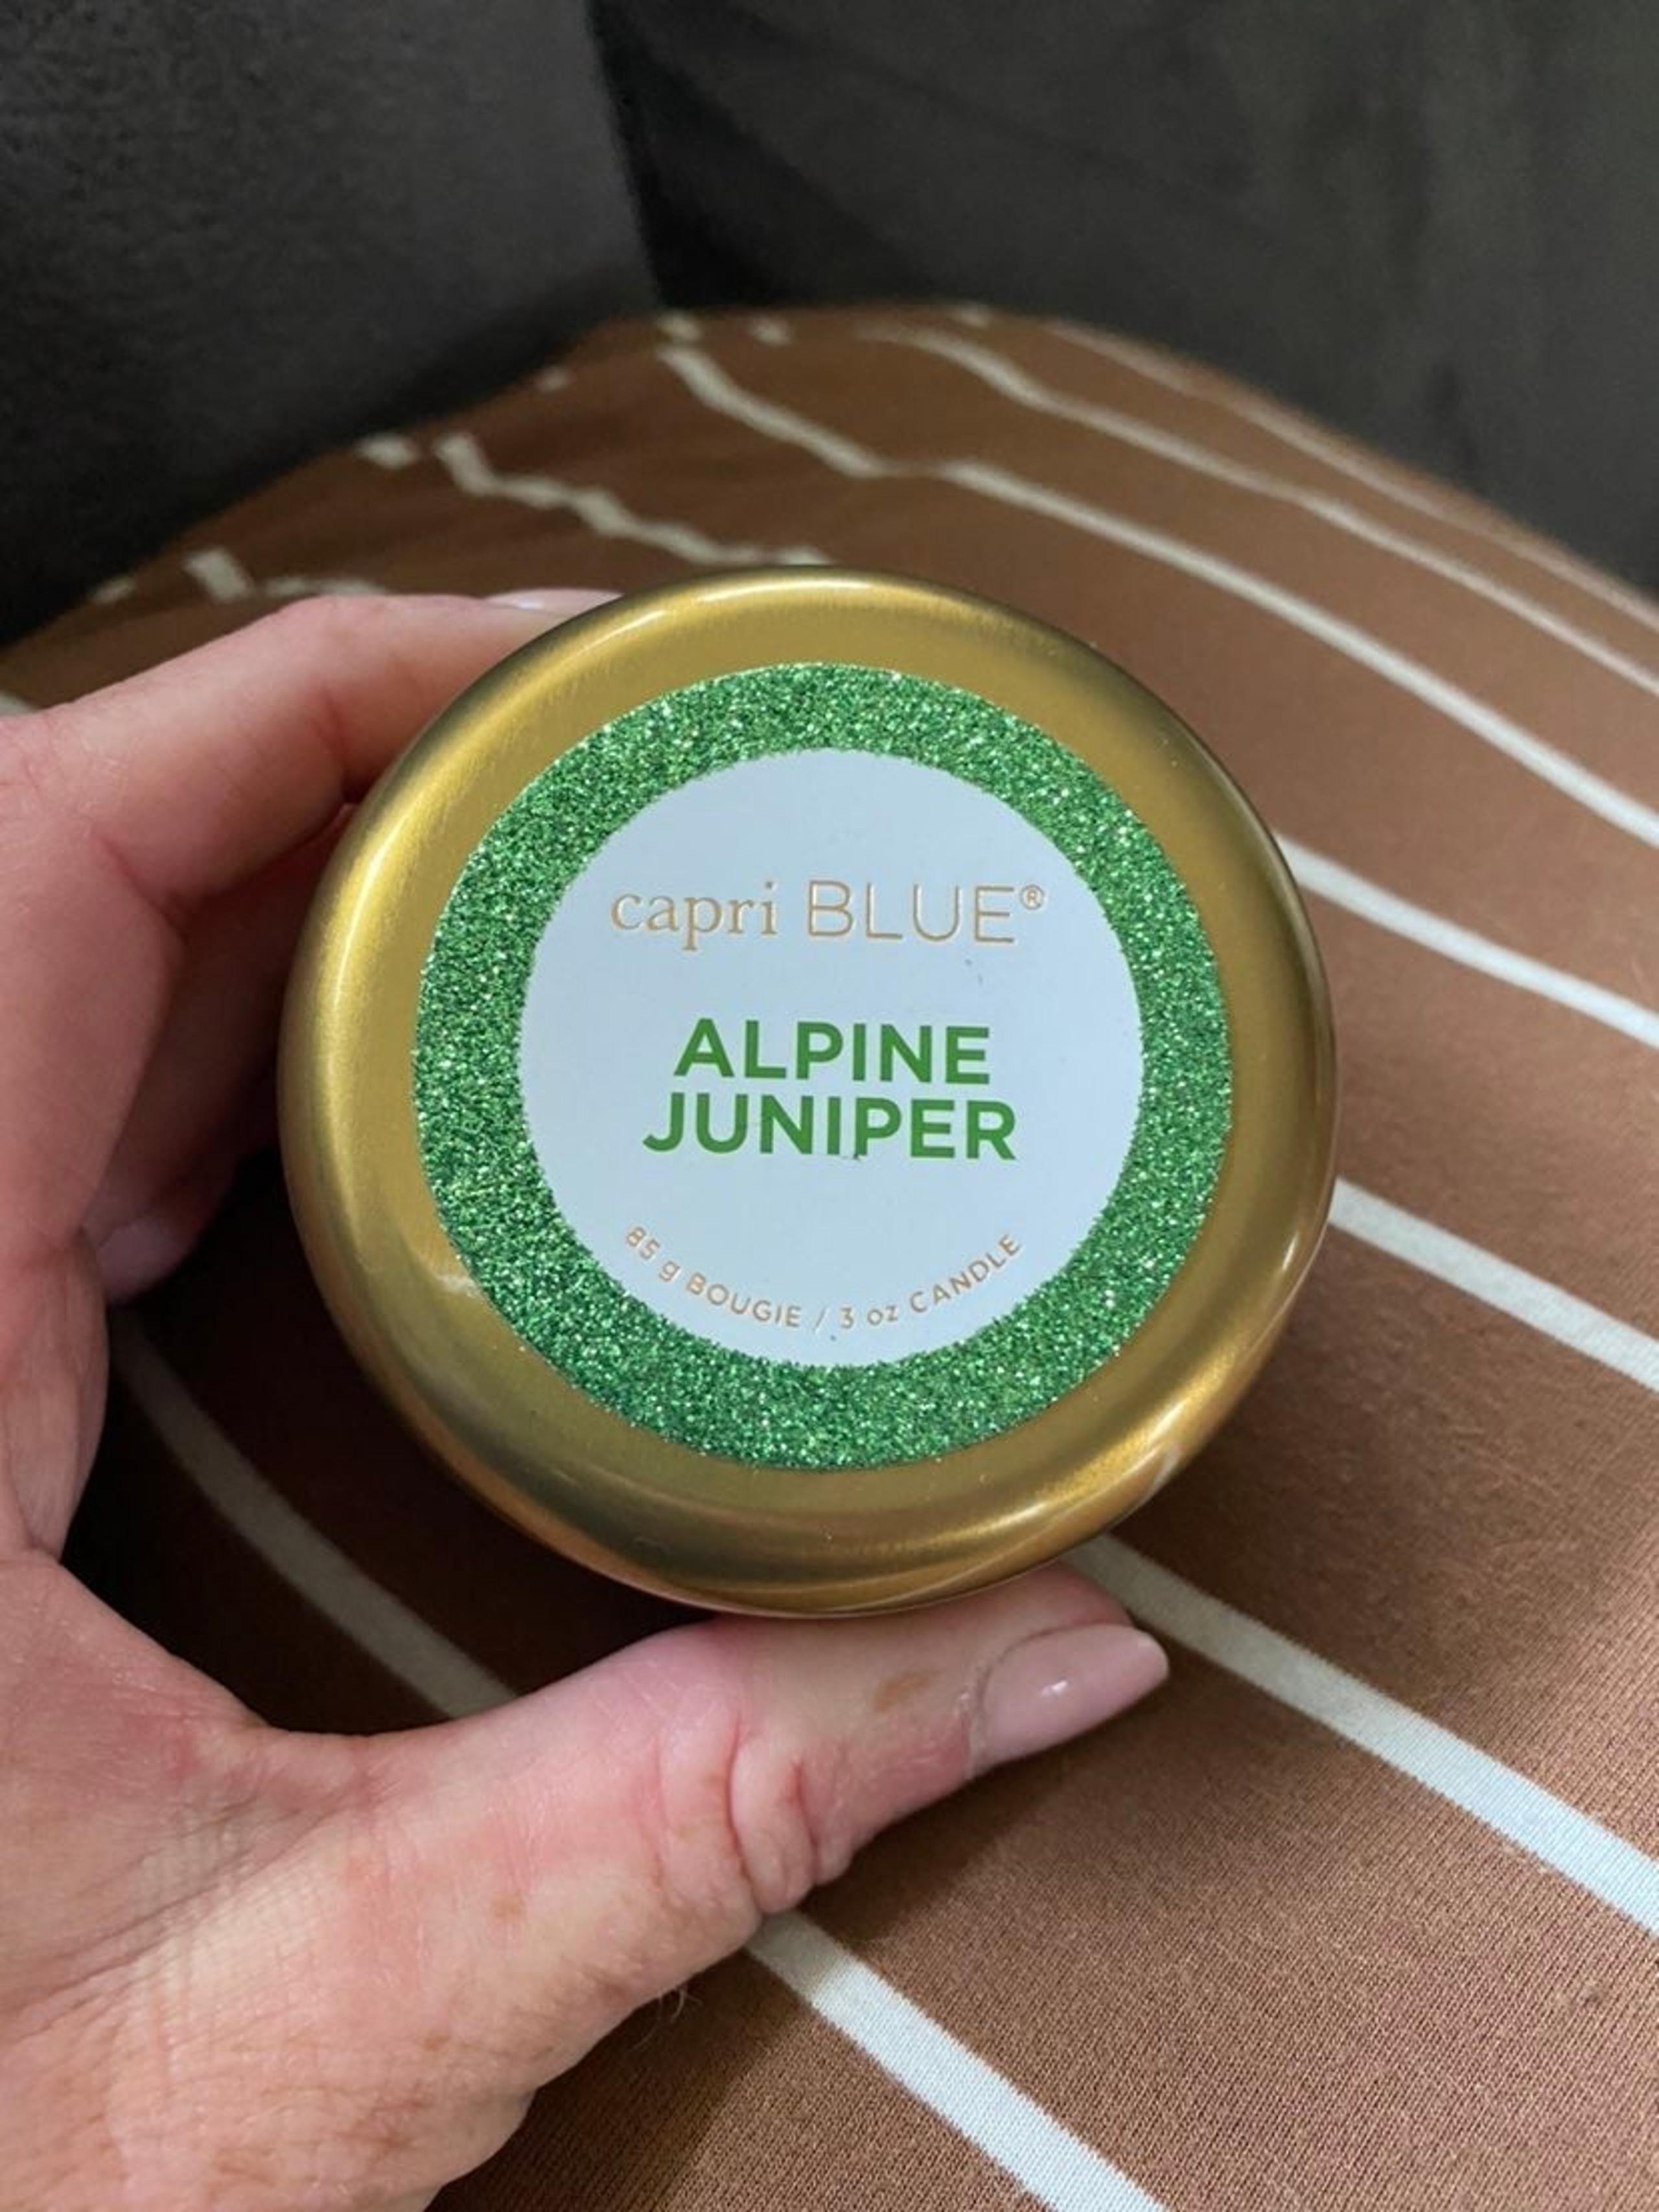 capri BLUE®
ALPINE
JUNIPER
85 g BOUGIE / 3 oz CANDLE